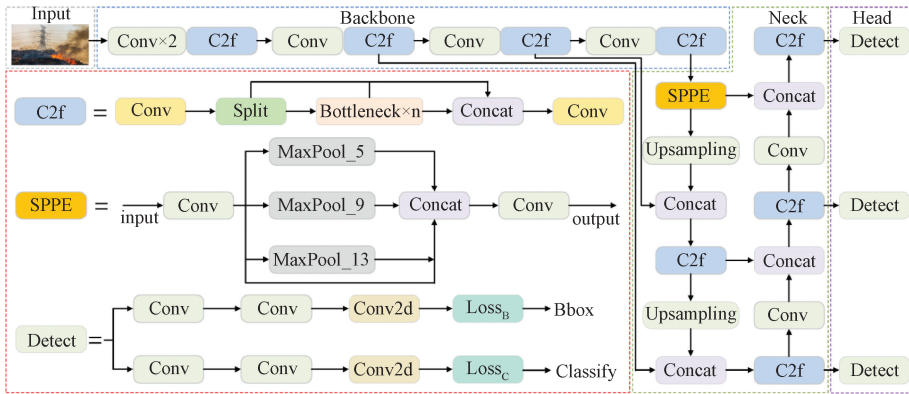 Input
Backbone
Neck
Head
Conv×2
C2f
Conv
C2f
Conv
C2f
Conv
C2f
C2f
Detect
SPPE
Concat
Upsampling
Conv
Concat
C2f
Detect
C2f
Concat
Upsampling
Conv
Concat
C2f
Detect
C2f
=
Conv
Split
Bottleneck×n
Concat
Conv
SPPE
=
input
Conv
MaxPool_5
MaxPool_9
MaxPool_13
Concat
Conv
output
Detect
=
Conv
Conv
Conv2d
Loss_B
Bbox
Conv
Conv
Conv2d
Loss_C
Classify